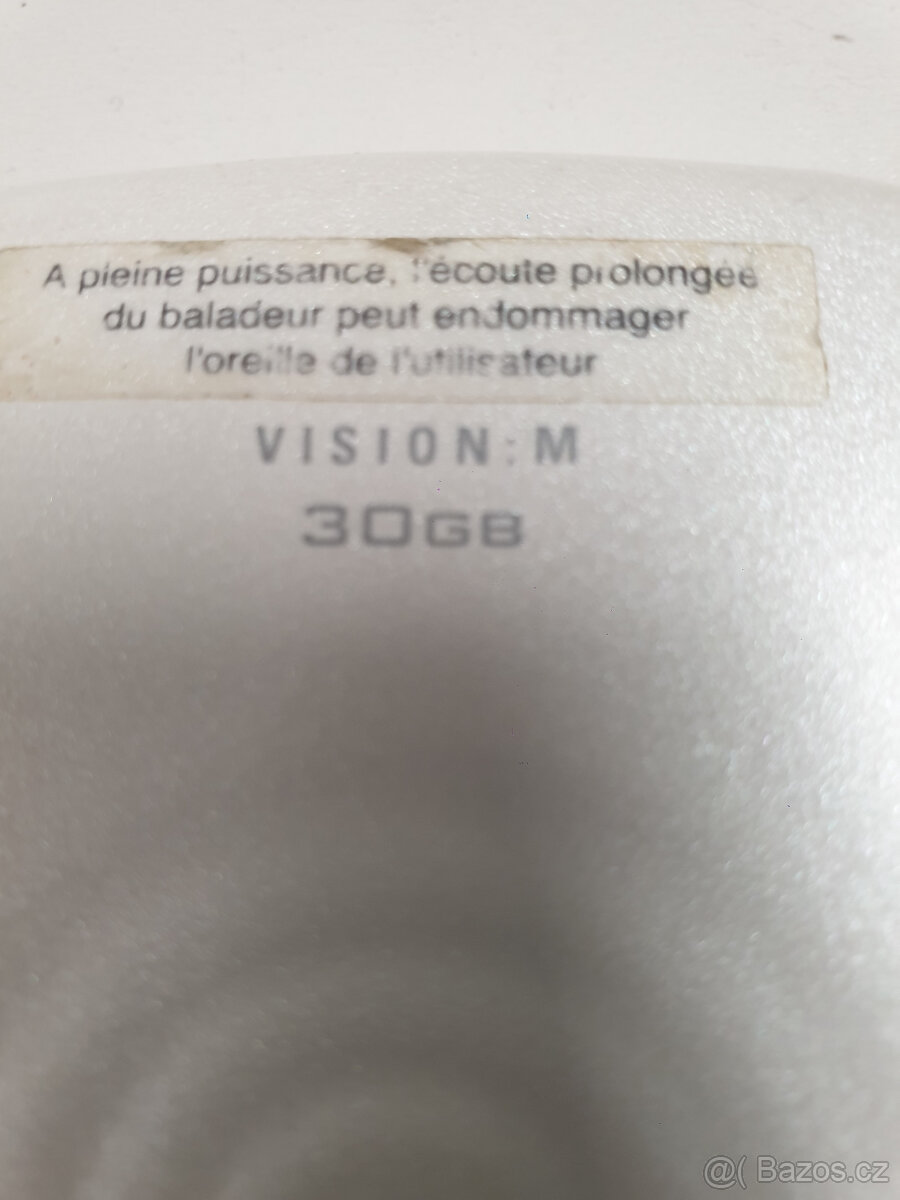 A pleine puissance, l'écoute prolongée
du baladeur peut endommager
l'oreille de l'utilisateur
VISION:M
30GB
@( Bazos.cz